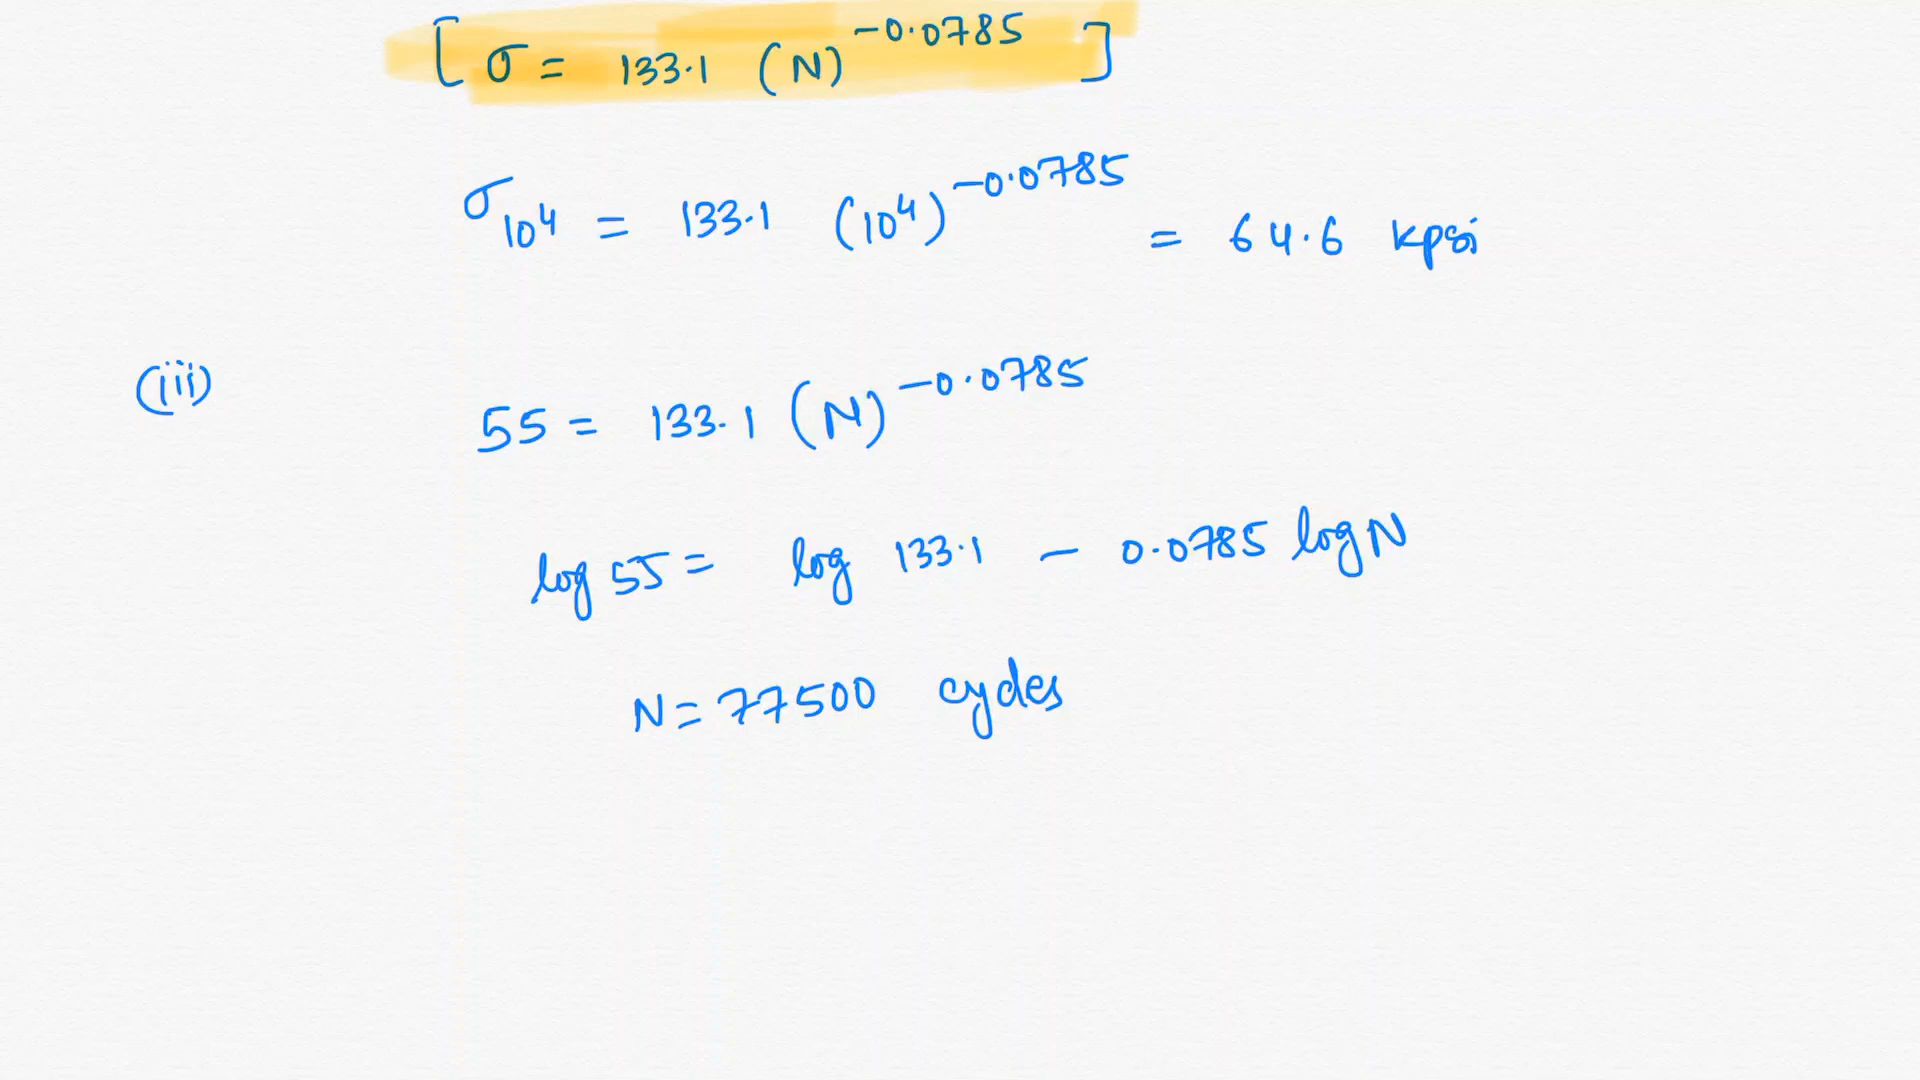 [ σ = 133.1 (N)^-0.0785 ]
σ_10^4 = 133.1 (10^4)^-0.0785 = 64.6 kpsi
(iii) 55 = 133.1 (N)^-0.0785
log 55 = log 133.1 - 0.0785 log N
N = 77500 cycles